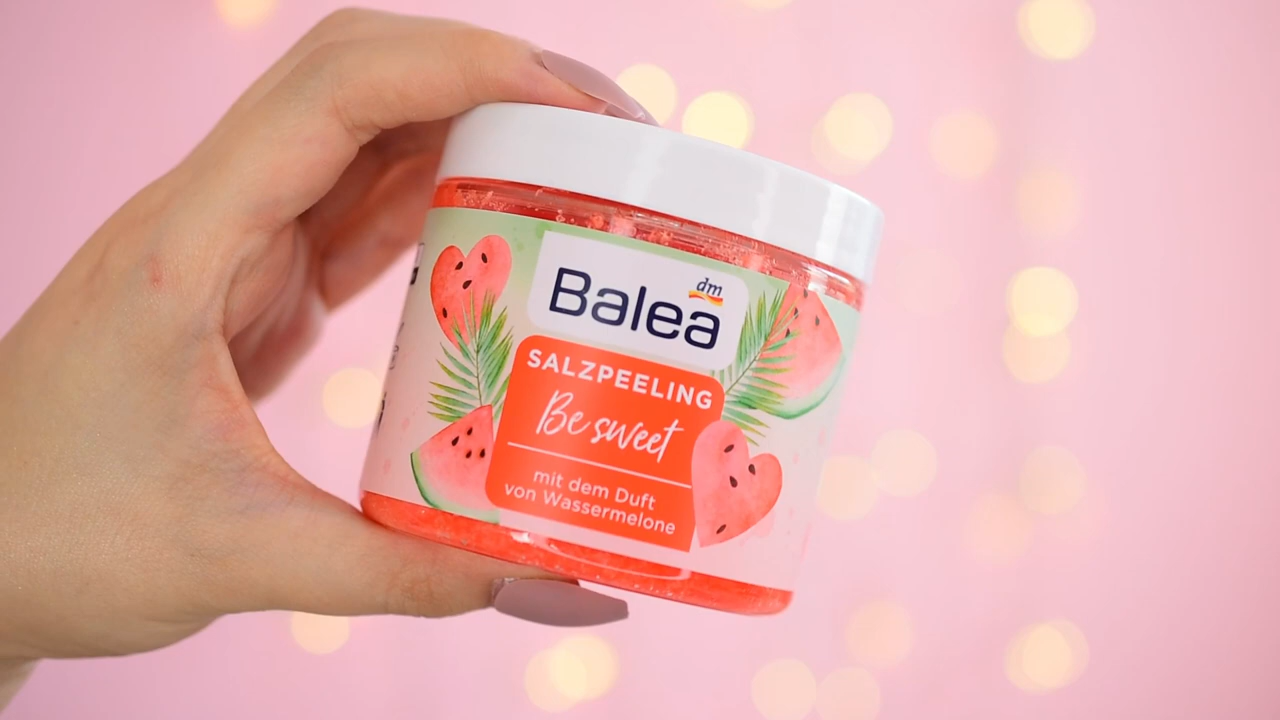 dm
Balea
SALZPEELING
Be sweet
mit dem Duft
von Wassermelone